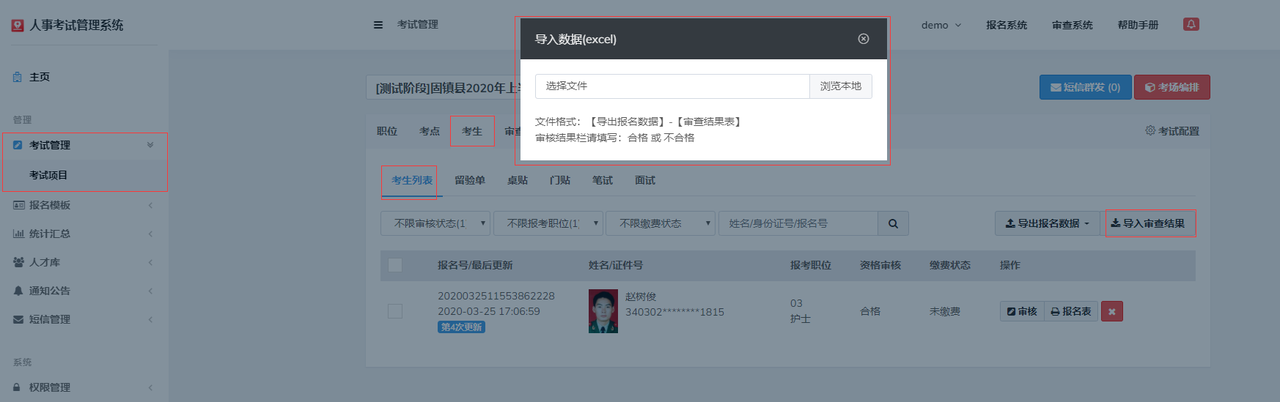 人事考试管理系统
考试管理
demo
报名系统
审查系统
帮助手册
主页
管理
考试管理
考试项目
报名模板
统计汇总
人才库
通知公告
短信管理
系统
权限管理
导入数据(excel)
选择文件
浏览本地
文件格式：【导出报名数据】-【审查结果表】
审核结果栏请填写：合格 或 不合格
[测试阶段]固镇县2020年上
短信群发 (0)
考场编排
职位
考点
考生
审查
考试配置
考生列表
留验单
桌贴
门贴
笔试
面试
不限审核状态(1
不限报考职位(1)
不限缴费状态
姓名/身份证号/报名号
导出报名数据
导入审查结果
报名号/最后更新
姓名/证件号
报考职位
资格审核
缴费状态
操作
2020032511553862228
2020-03-25 17:06:59
第4次更新
赵树俊
340302********1815
03
护士
合格
未缴费
审核
报名表